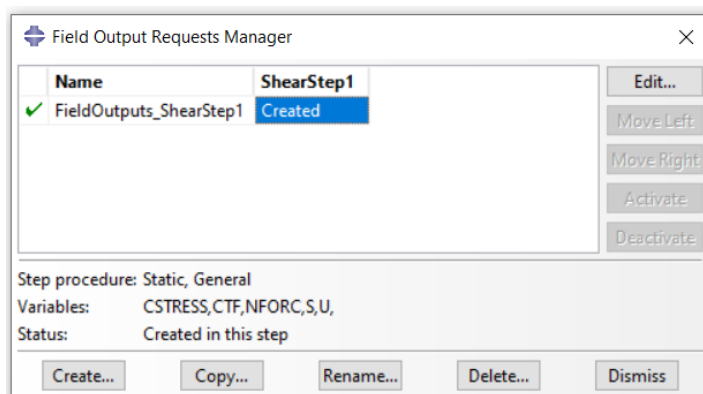 Field Output Requests Manager
Name ShearStep1
FieldOutputs_ShearStep1 Created
Edit...
Move Left
Move Right
Activate
Deactivate
Step procedure: Static, General
Variables: CSTRESS,CTF,NFORC,S,U,
Status: Created in this step
Create... Copy... Rename... Delete... Dismiss